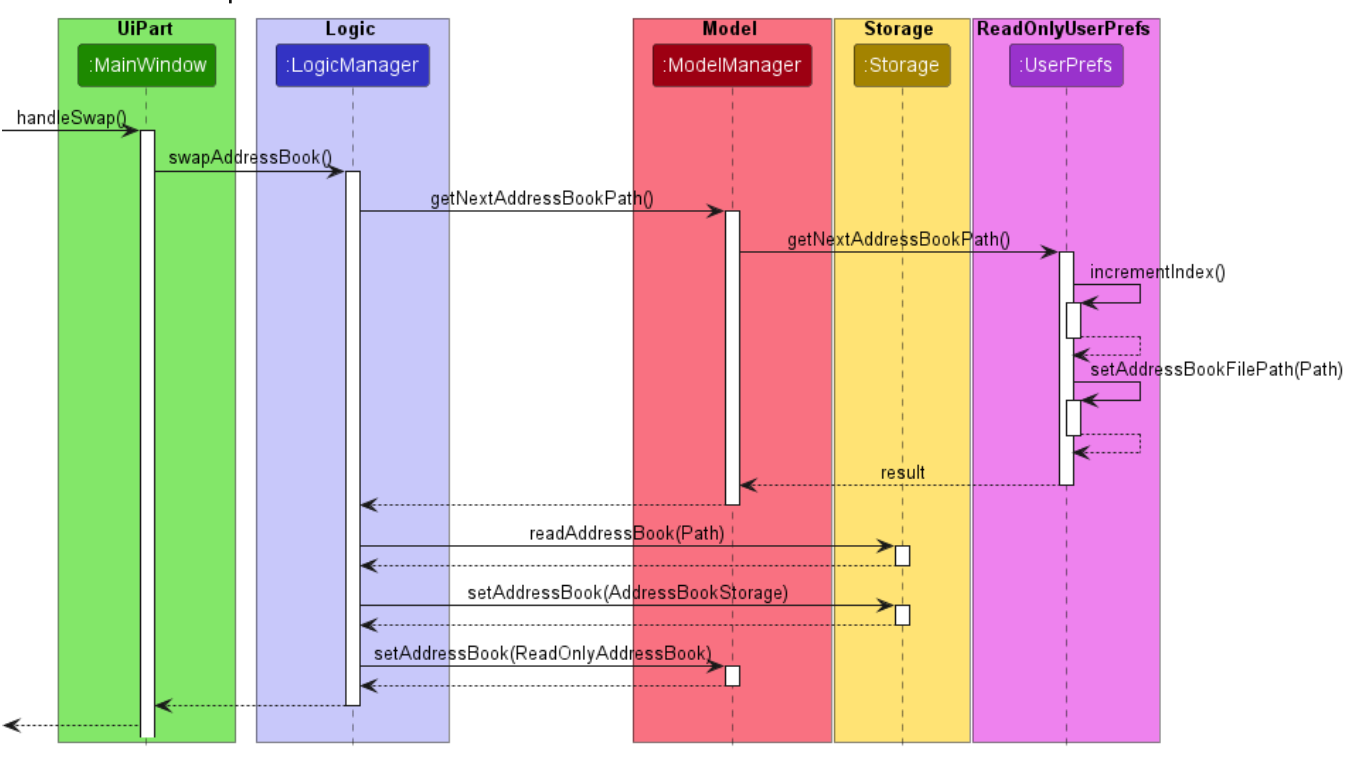 UiPart
Logic
Model
Storage
ReadOnlyUserPrefs
:MainWindow
:LogicManager
:ModelManager
:Storage
:UserPrefs
handleSwap()
swapAddressBook()
getNextAddressBookPath()
getNextAddressBookPath()
incrementIndex()
setAddressBookFilePath(Path)
result
readAddressBook(Path)
setAddressBook(AddressBookStorage)
setAddressBook(ReadOnlyAddressBook)